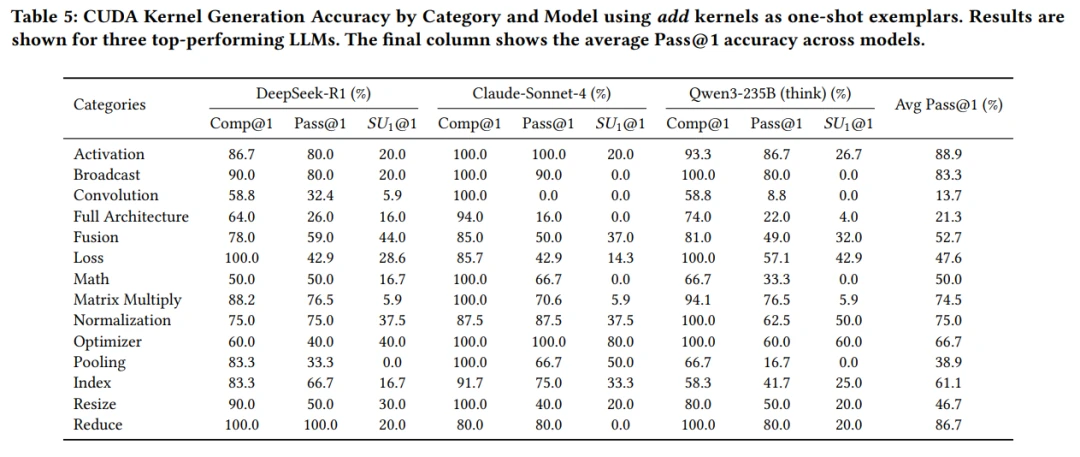 Table 5: CUDA Kernel Generation Accuracy by Category and Model using add kernels as one-shot exemplars. Results are
shown for three top-performing LLMs. The final column shows the average Pass@1 accuracy across models.
Categories DeepSeek-R1 (%) Claude-Sonnet-4 (%) Qwen3-235B (think) (%) Avg Pass@1 (%)
Comp@1 Pass@1 SU₁@1 Comp@1 Pass@1 SU₁@1 Comp@1 Pass@1 SU₁@1
Activation 86.7 80.0 20.0 100.0 100.0 20.0 93.3 86.7 26.7 88.9
Broadcast 90.0 80.0 20.0 100.0 90.0 0.0 100.0 80.0 0.0 83.3
Convolution 58.8 32.4 5.9 100.0 0.0 0.0 58.8 8.8 0.0 13.7
Full Architecture 64.0 26.0 16.0 94.0 16.0 0.0 74.0 22.0 4.0 21.3
Fusion 78.0 59.0 44.0 85.0 50.0 37.0 81.0 49.0 32.0 52.7
Loss 100.0 42.9 28.6 85.7 42.9 14.3 100.0 57.1 42.9 47.6
Math 50.0 50.0 16.7 100.0 66.7 0.0 66.7 33.3 0.0 50.0
Matrix Multiply 88.2 76.5 5.9 100.0 70.6 5.9 94.1 76.5 5.9 74.5
Normalization 75.0 75.0 37.5 87.5 87.5 37.5 100.0 62.5 50.0 75.0
Optimizer 60.0 40.0 40.0 100.0 100.0 80.0 100.0 60.0 60.0 66.7
Pooling 83.3 33.3 0.0 100.0 66.7 50.0 66.7 16.7 0.0 38.9
Index 83.3 66.7 16.7 91.7 75.0 33.3 58.3 41.7 25.0 61.1
Resize 90.0 50.0 30.0 100.0 40.0 20.0 80.0 50.0 20.0 46.7
Reduce 100.0 100.0 20.0 80.0 80.0 0.0 100.0 80.0 20.0 86.7